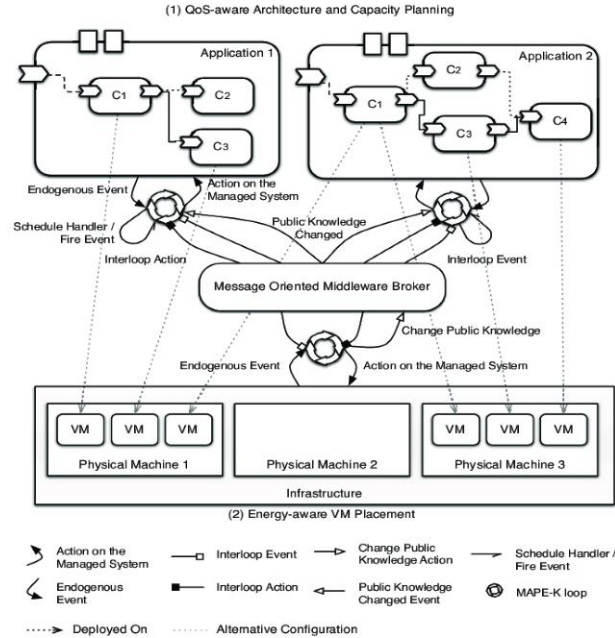 (1) QoS-aware Architecture and Capacity Planning
Application 1
Application 2
C1
C2
C3
C1
C2
C3
C4
Endogenous Event
Action on the
Managed System
Schedule Handler /
Fire Event
Public Knowledge
Changed
Interloop Action
Interloop Event
Message Oriented Middleware Broker
Change Public Knowledge
Endogenous Event
Action on the Managed System
VM
VM
VM
VM
VM
VM
Physical Machine 1
Physical Machine 2
Physical Machine 3
Infrastructure
(2) Energy-aware VM Placement
Action on the
Managed System
Interloop Event
Change Public
Knowledge Action
Schedule Handler /
Fire Event
Endogenous
Event
Interloop Action
Public Knowledge
Changed Event
MAPE-K loop
Deployed On
Alternative Configuration